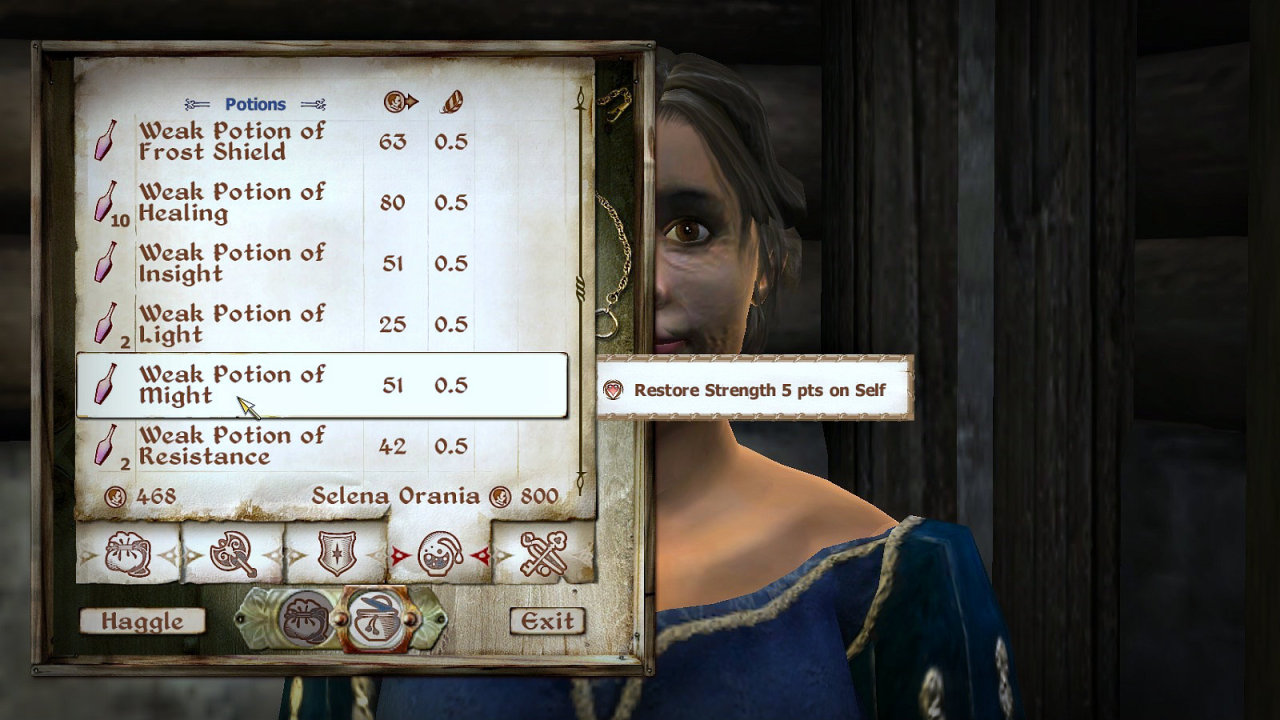 Potions
Weak Potion of
Frost Shield
63 0.5
Weak Potion of
Healing
10 80 0.5
Weak Potion of
Insight
51 0.5
Weak Potion of
Light
2 25 0.5
Weak Potion of
Might
51 0.5
Restore Strength 5 pts on Self
Weak Potion of
Resistance
2 42 0.5
468 Selena Orania 800
Haggle Exit